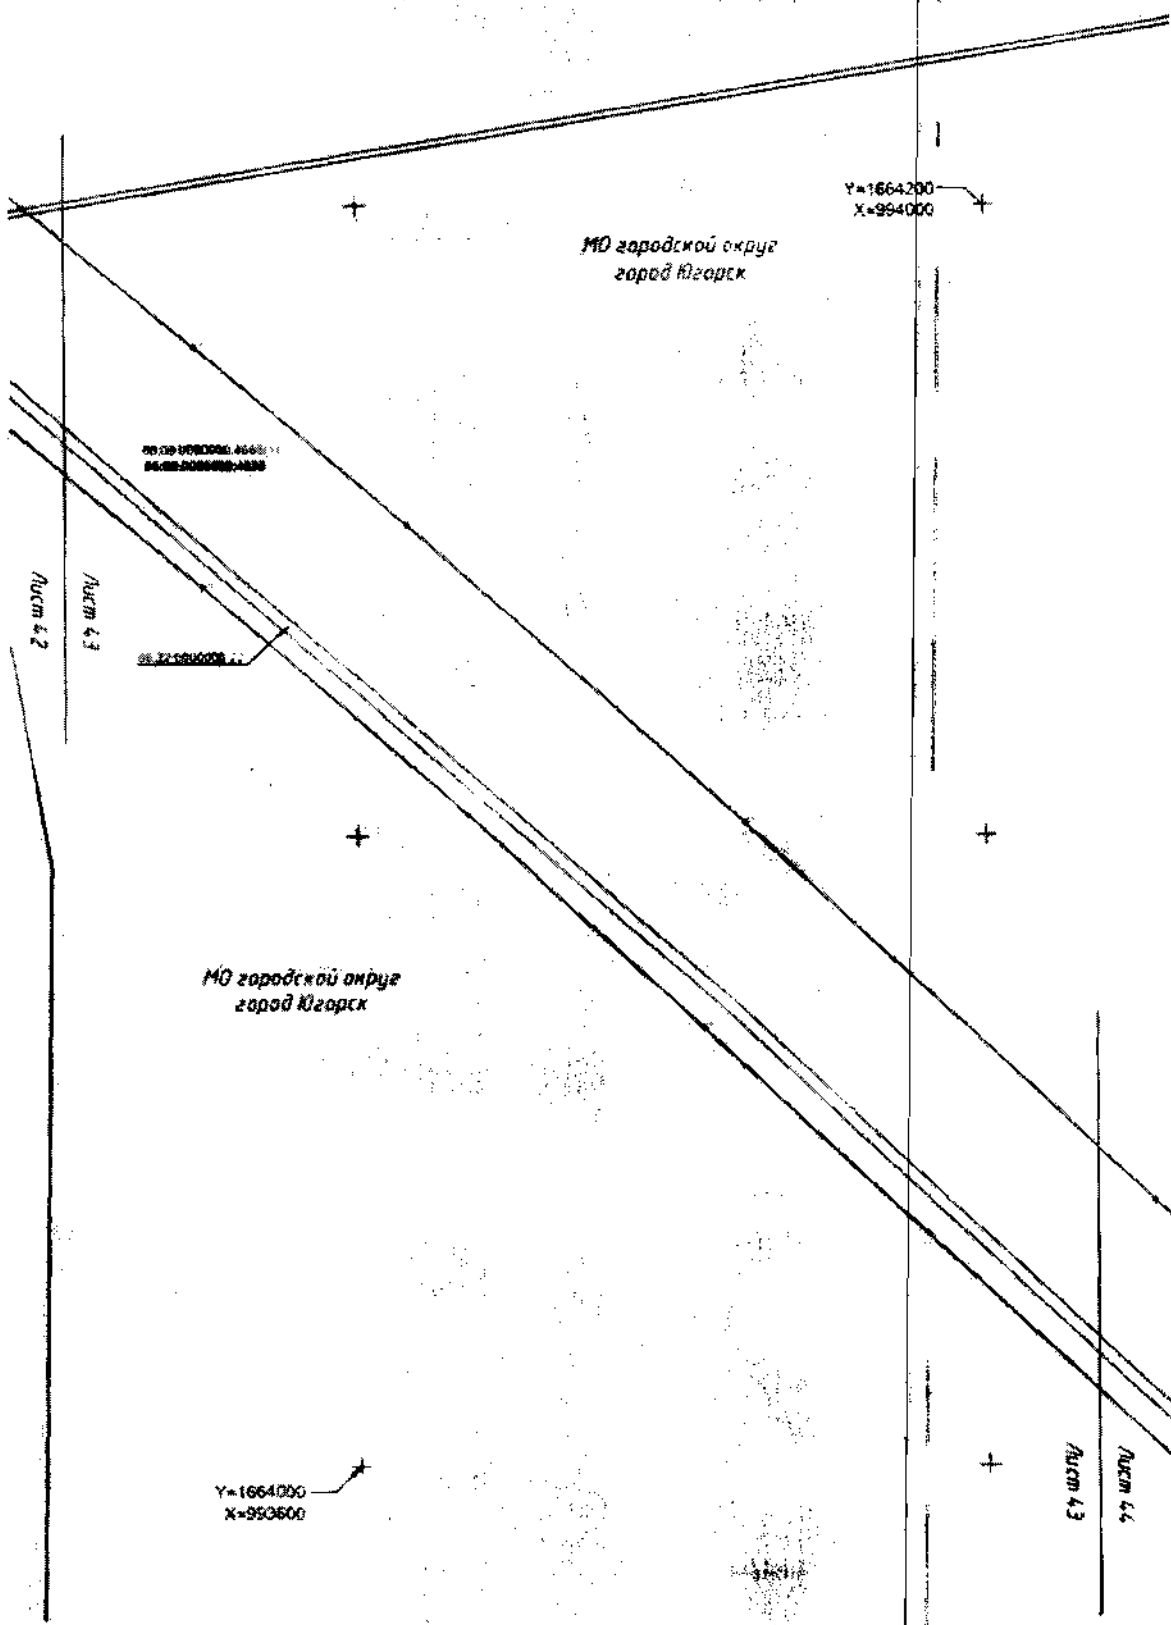 Y=1664200
X=994000
МО городской округ
город Югорск
Лист 42
Лист 43
МО городской округ
город Югорск
Y=1664000
X=993600
Лист 43
Лист 44